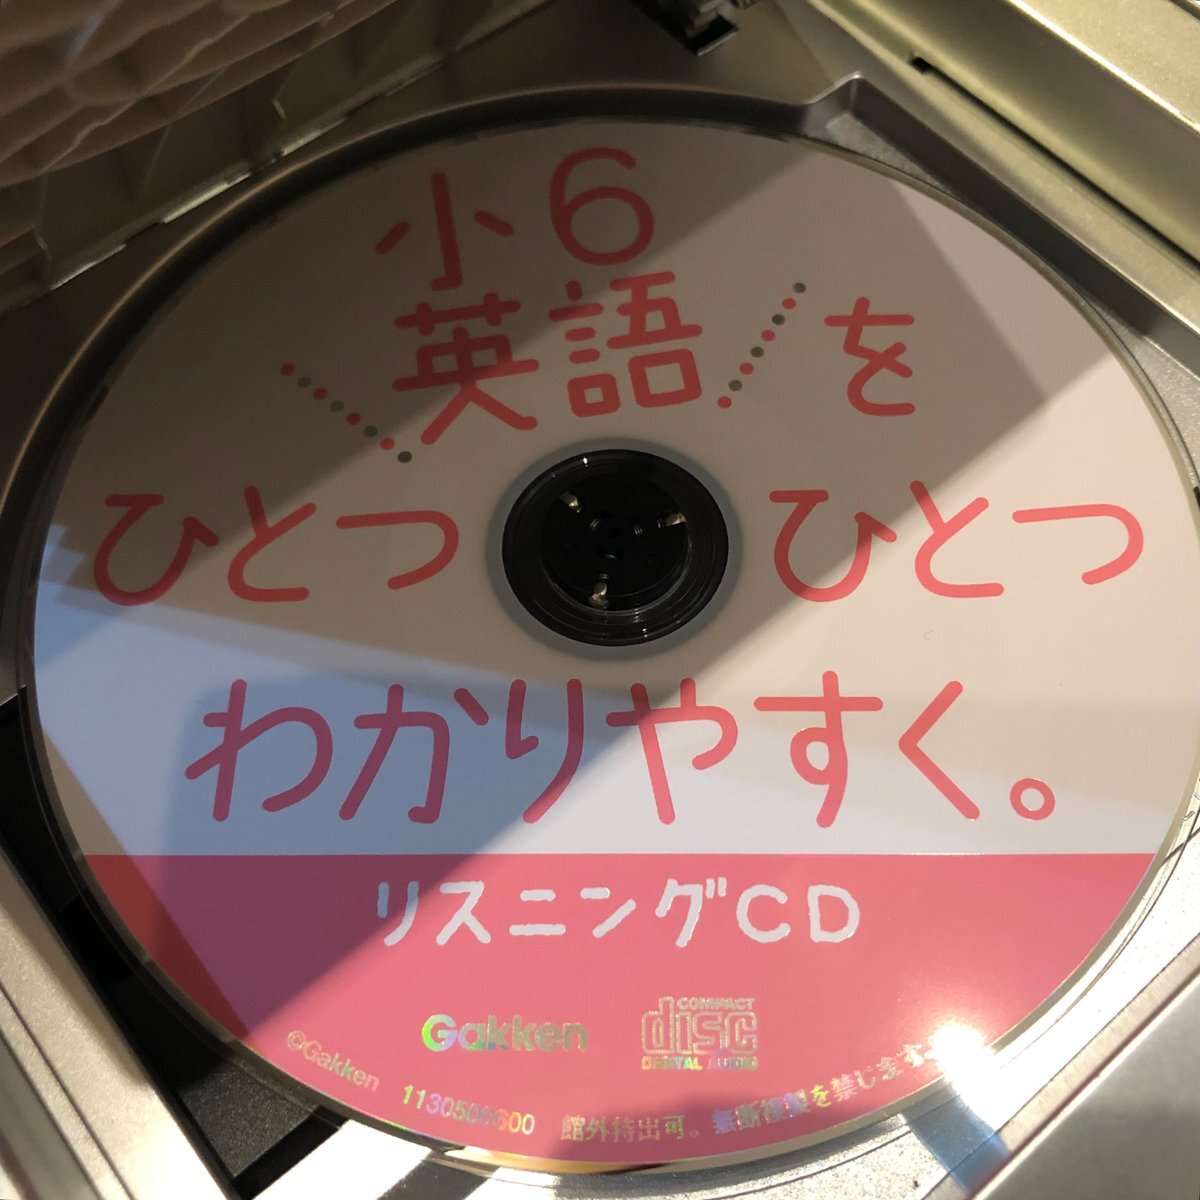 小6
英語を
ひとつひとつ
わかりやすく。
リスニングCD
Gakken
COMPACT
disc
DIGITAL AUDIO
©Gakken
1130500600
館外持出可。無断複製を禁じます。